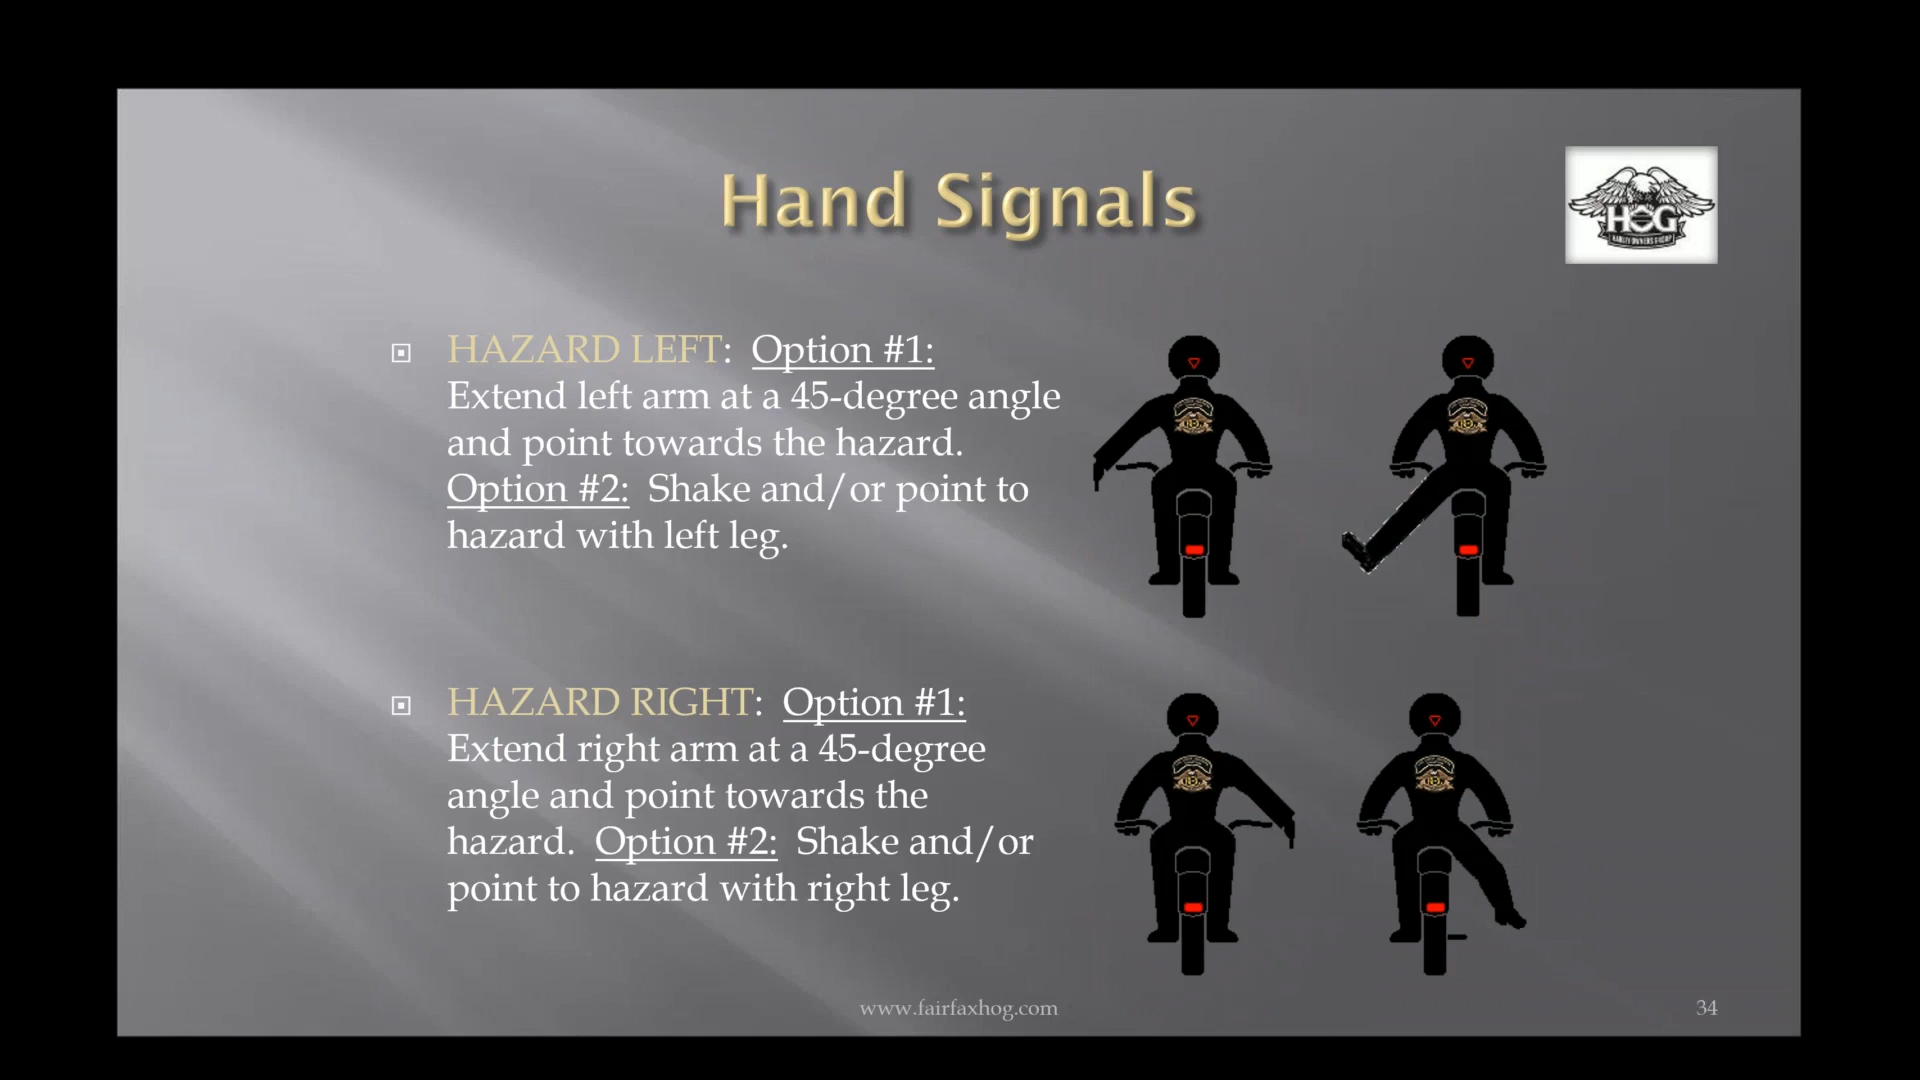 Hand Signals
HOG
HARLEY OWNERS GROUP
HAZARD LEFT: Option #1:
Extend left arm at a 45-degree angle
and point towards the hazard.
Option #2: Shake and/or point to
hazard with left leg.
HAZARD RIGHT: Option #1:
Extend right arm at a 45-degree
angle and point towards the
hazard. Option #2: Shake and/or
point to hazard with right leg.
www.fairfaxhog.com
34